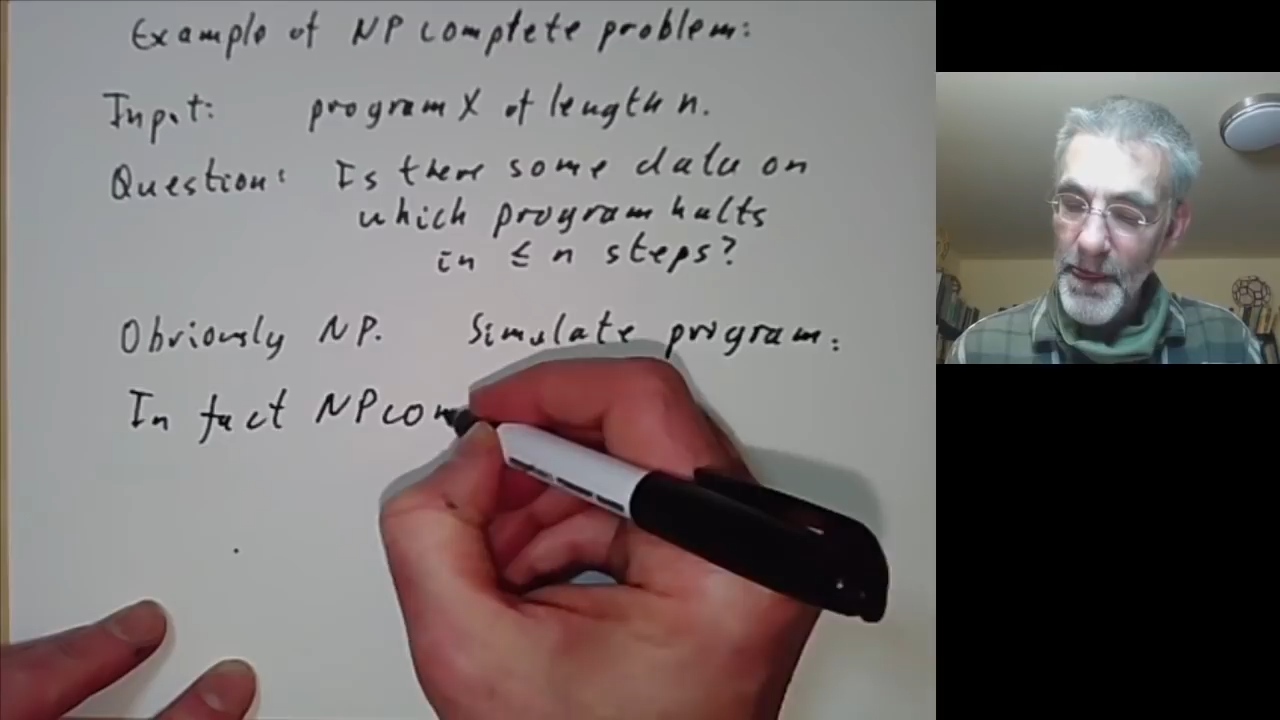 Example of NP complete problem:
Input: program X of length n.
Question: Is there some data on
which program halts
in ≤ n steps?
Obviously NP. Simulate program.
In fact NP com